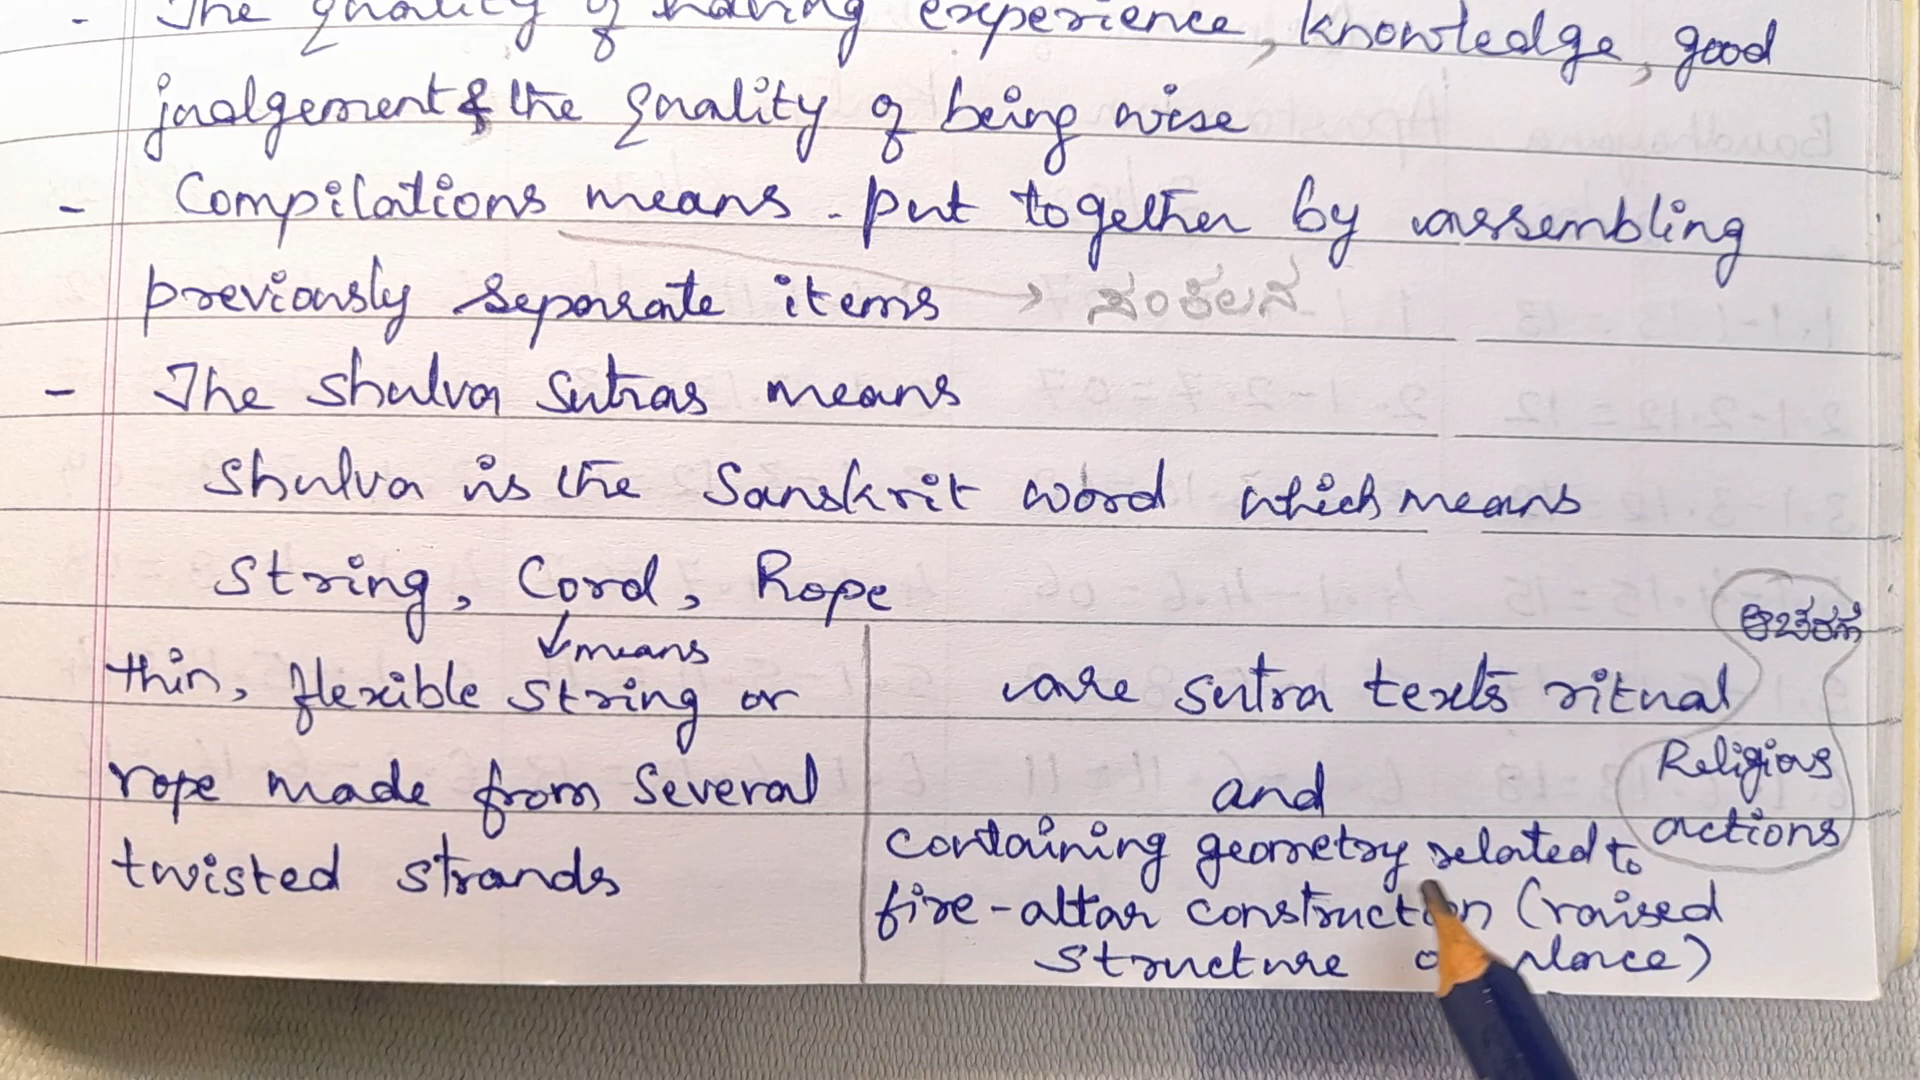 - The quality of having experience, knowledge, good
judgement & the quality of being wise
- Compilations means - put together by assembling
previously separate items → ಸಂಕಲನ
- The Shulva Sutras means
Shulva is the Sanskrit word which means
String, Cord, Rope
↓ means
thin, flexible string or
rope made from several
twisted strands
ಆಚರಣೆ
are sutra texts ritual
Religious
actions
and
containing geometry related to
fire-altar construction (raised
structure place)